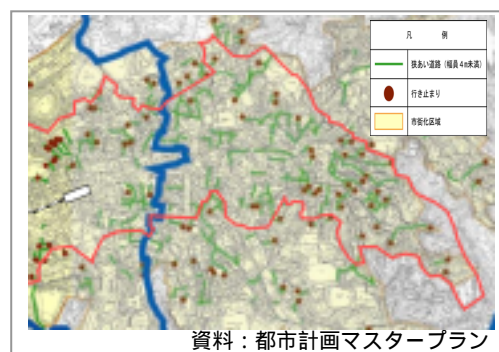 凡 例
狭あい道路（幅員4m未満）
行き止まり
市街化区域
資料：都市計画マスタープラン